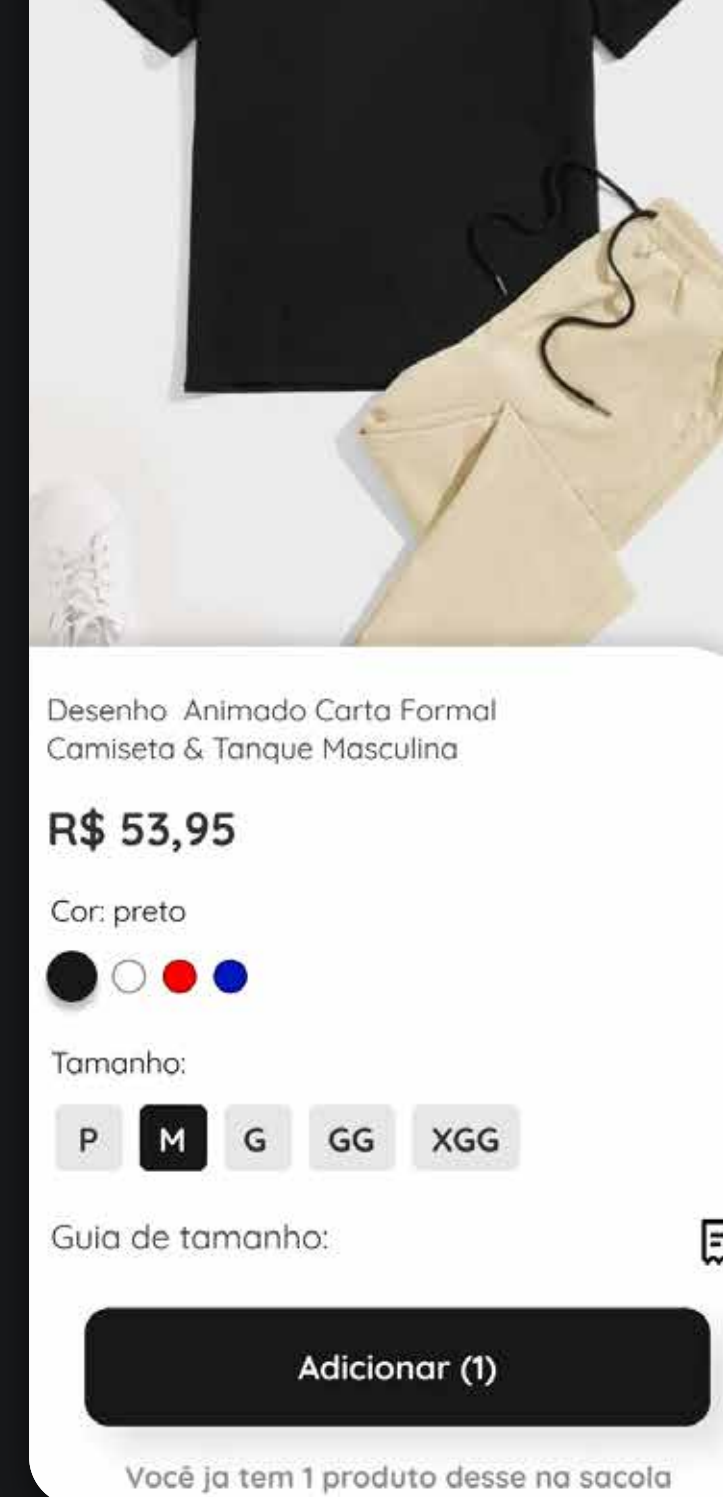 Desenho Animado Carta Formal
Camiseta & Tanque Masculina
R$ 53,95
Cor: preto
Tamanho:
P M G GG XGG
Guia de tamanho:
Adicionar (1)
Você ja tem 1 produto desse na sacola